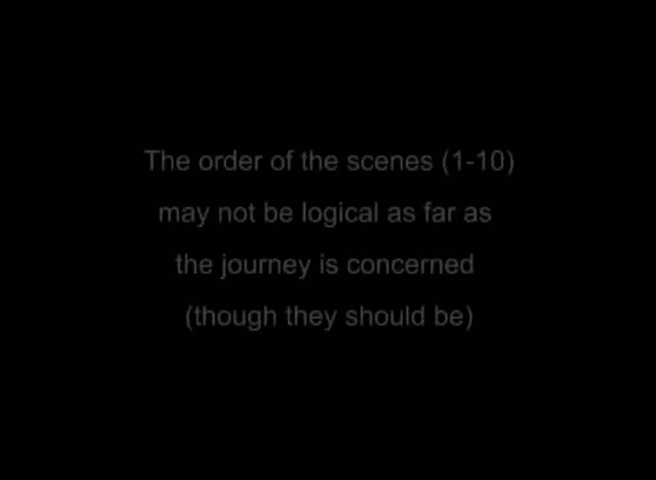 The order of the scenes (1-10)
may not be logical as far as
the journey is concerned
(though they should be)